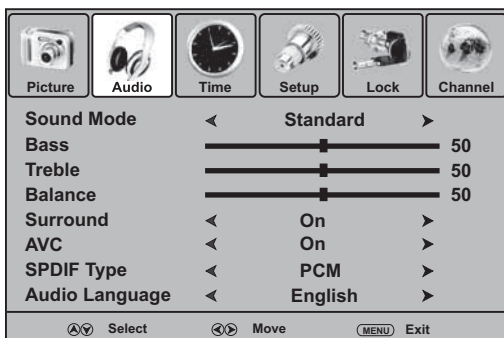 Picture Audio Time Setup Lock Channel
Sound Mode Standard
Bass 50
Treble 50
Balance 50
Surround On
AVC On
SPDIF Type PCM
Audio Language English
Select Move MENU Exit